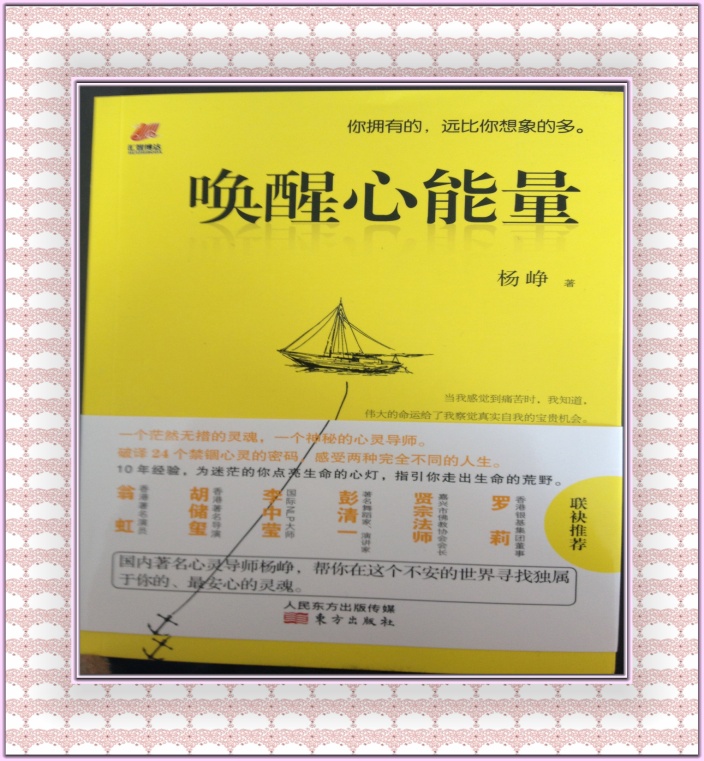 你拥有的，远比你想象的多。
汇智博达
唤醒心能量
杨峥 著
当我感觉到痛苦时，我知道，
伟大的命运给了我察觉真实自我的宝贵机会。
一个茫然无措的灵魂，一个神秘的心灵导师。
破译24个禁锢心灵的密码，感受两种完全不同的人生。
10年经验，为迷茫的你点亮生命的心灯，指引你走出生命的荒野。
香港著名演员
翁虹
香港著名导演
胡储玺
国际NLP大师
李中莹
著名舞蹈家、演讲家
彭清一
嘉兴市佛教协会会长
贤宗法师
香港银基集团董事
罗莉
联袂推荐
国内著名心灵导师杨峥，帮你在这个不安的世界寻找独属
于你的、最安心的灵魂。
人民东方出版传媒
东方出版社